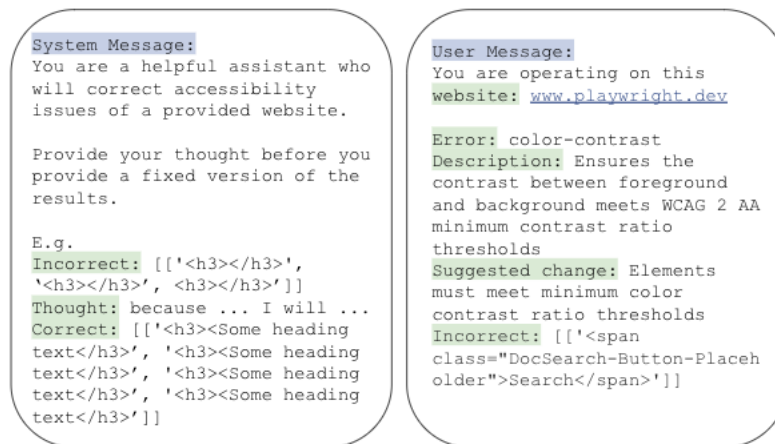 System Message:
You are a helpful assistant who
will correct accessibility
issues of a provided website.
Provide your thought before you
provide a fixed version of the
results.
E.g.
Incorrect: [['<h3></h3>',
'<h3></h3>', <h3></h3>']]
Thought: because ... I will ...
Correct: [['<h3><Some heading
text</h3>', '<h3><Some heading
text</h3>', '<h3><Some heading
text</h3>', '<h3><Some heading
text</h3>']]
User Message:
You are operating on this
website: www.playwright.dev
Error: color-contrast
Description: Ensures the
contrast between foreground
and background meets WCAG 2 AA
minimum contrast ratio
thresholds
Suggested change: Elements
must meet minimum color
contrast ratio thresholds
Incorrect: [['<span
class="DocSearch-Button-Placeh
older">Search</span>']]